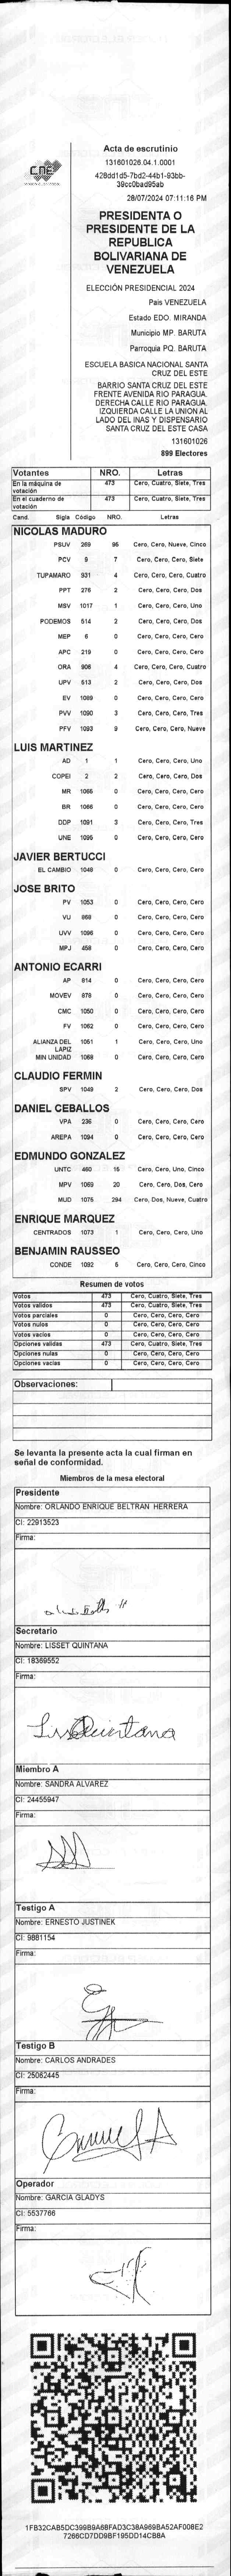 CNE
Acta de escrutinio
131601026.04.1.0001
428dd1d5-7bd2-44b1-93bb-
39cc0bad95ab
28/07/2024 07:11:16 PM
PRESIDENTA O
PRESIDENTE DE LA
REPUBLICA
BOLIVARIANA DE
VENEZUELA
ELECCIÓN PRESIDENCIAL 2024
Pais VENEZUELA
Estado EDO. MIRANDA
Municipio MP. BARUTA
Parroquia PQ. BARUTA
ESCUELA BASICA NACIONAL SANTA
CRUZ DEL ESTE
BARRIO SANTA CRUZ DEL ESTE
FRENTE AVENIDA RIO PARAGUA.
DERECHA CALLE RIO PARAGUA.
IZQUIERDA CALLE LA UNION AL
LADO DEL INAS Y DISPENSARIO
SANTA CRUZ DEL ESTE CASA
131601026
899 Electores
Votantes NRO. Letras
En la máquina de votación 473 Cero, Cuatro, Siete, Tres
En el cuaderno de votación 473 Cero, Cuatro, Siete, Tres
Cand. Sigla Código NRO. Letras
NICOLAS MADURO
PSUV 269 95 Cero, Cero, Nueve, Cinco
PCV 9 7 Cero, Cero, Cero, Siete
TUPAMARO 931 4 Cero, Cero, Cero, Cuatro
PPT 276 2 Cero, Cero, Cero, Dos
MSV 1017 1 Cero, Cero, Cero, Uno
PODEMOS 514 2 Cero, Cero, Cero, Dos
MEP 6 0 Cero, Cero, Cero, Cero
APC 219 0 Cero, Cero, Cero, Cero
ORA 906 4 Cero, Cero, Cero, Cuatro
UPV 513 2 Cero, Cero, Cero, Dos
EV 1089 0 Cero, Cero, Cero, Cero
PVV 1090 3 Cero, Cero, Cero, Tres
PFV 1093 9 Cero, Cero, Cero, Nueve
LUIS MARTINEZ
AD 1 1 Cero, Cero, Cero, Uno
COPEI 2 2 Cero, Cero, Cero, Dos
MR 1065 0 Cero, Cero, Cero, Cero
BR 1066 0 Cero, Cero, Cero, Cero
DDP 1091 3 Cero, Cero, Cero, Tres
UNE 1095 0 Cero, Cero, Cero, Cero
JAVIER BERTUCCI
EL CAMBIO 1048 0 Cero, Cero, Cero, Cero
JOSE BRITO
PV 1053 0 Cero, Cero, Cero, Cero
VU 868 0 Cero, Cero, Cero, Cero
UVV 1096 0 Cero, Cero, Cero, Cero
MPJ 458 0 Cero, Cero, Cero, Cero
ANTONIO ECARRI
AP 814 0 Cero, Cero, Cero, Cero
MOVEV 878 0 Cero, Cero, Cero, Cero
CMC 1050 0 Cero, Cero, Cero, Cero
FV 1062 0 Cero, Cero, Cero, Cero
ALIANZA DEL LAPIZ 1051 1 Cero, Cero, Cero, Uno
MIN UNIDAD 1068 0 Cero, Cero, Cero, Cero
CLAUDIO FERMIN
SPV 1049 2 Cero, Cero, Cero, Dos
DANIEL CEBALLOS
VPA 236 0 Cero, Cero, Cero, Cero
AREPA 1094 0 Cero, Cero, Cero, Cero
EDMUNDO GONZALEZ
UNTC 460 15 Cero, Cero, Uno, Cinco
MPV 1069 20 Cero, Cero, Dos, Cero
MUD 1075 294 Cero, Dos, Nueve, Cuatro
ENRIQUE MARQUEZ
CENTRADOS 1073 1 Cero, Cero, Cero, Uno
BENJAMIN RAUSSEO
CONDE 1092 5 Cero, Cero, Cero, Cinco
Resumen de votos
Votos 473 Cero, Cuatro, Siete, Tres
Votos validos 473 Cero, Cuatro, Siete, Tres
Votos parciales 0 Cero, Cero, Cero, Cero
Votos nulos 0 Cero, Cero, Cero, Cero
Votos vacios 0 Cero, Cero, Cero, Cero
Opciones validas 473 Cero, Cuatro, Siete, Tres
Opciones nulas 0 Cero, Cero, Cero, Cero
Opciones vacias 0 Cero, Cero, Cero, Cero
Observaciones:
Se levanta la presente acta la cual firman en
señal de conformidad.
Miembros de la mesa electoral
Presidente
Nombre: ORLANDO ENRIQUE BELTRAN HERRERA
CI: 22913523
Firma:
Secretario
Nombre: LISSET QUINTANA
CI: 18369552
Firma:
Miembro A
Nombre: SANDRA ALVAREZ
CI: 24455947
Firma:
Testigo A
Nombre: ERNESTO JUSTINEK
CI: 9881154
Firma:
Testigo B
Nombre: CARLOS ANDRADES
CI: 25062445
Firma:
Operador
Nombre: GARCIA GLADYS
CI: 5537766
Firma:
1FB32CAB5DC399B9A68FAD3C38A969BA52AF008E2
7266CD7DD9BF195DD14CB8A